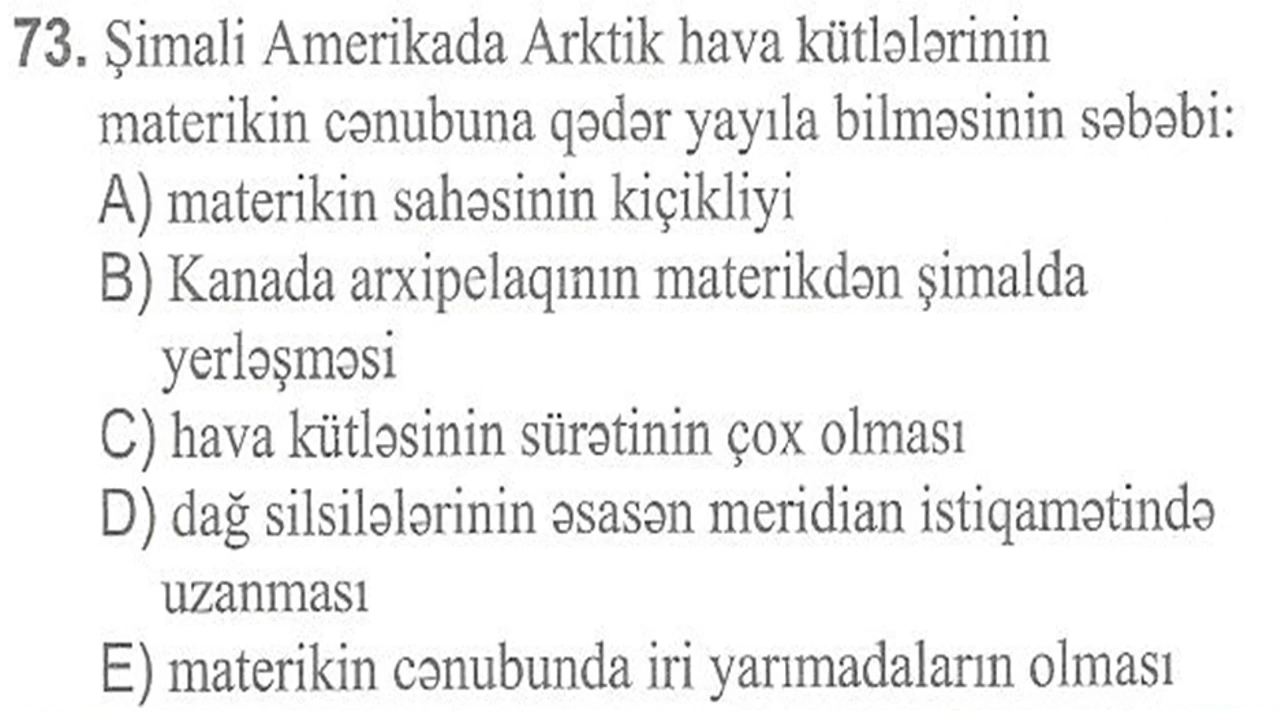 73. Şimali Amerikada Arktik hava kütlələrinin
materikin cənubuna qədər yayıla bilməsinin səbəbi:
A) materikin sahəsinin kiçikliyi
B) Kanada arxipelaqının materikdən şimalda
yerləşməsi
C) hava kütləsinin sürətinin çox olması
D) dağ silsilələrinin əsasən meridian istiqamətində
uzanması
E) materikin cənubunda iri yarımadaların olması